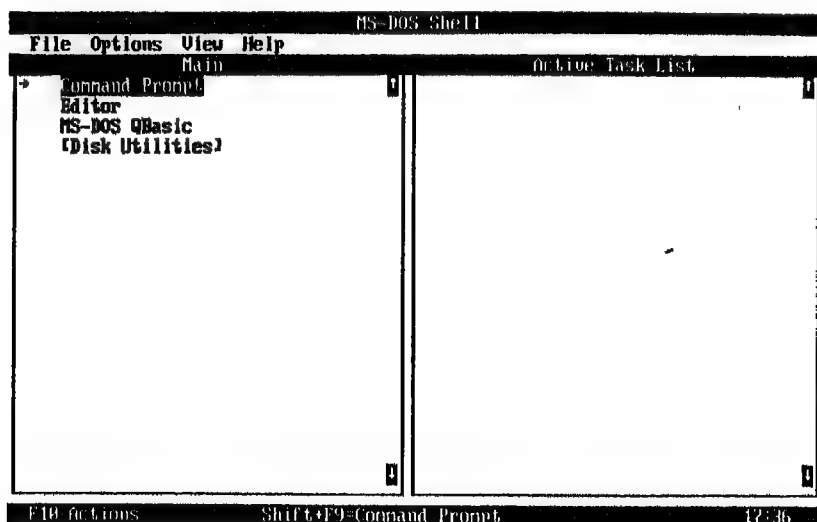 MS-DOS Shell
File Options View Help
Main
Active Task List
Command Prompt
Editor
MS-DOS QBasic
[Disk Utilities]
F10 Actions Shift+F9=Command Prompt 12:36